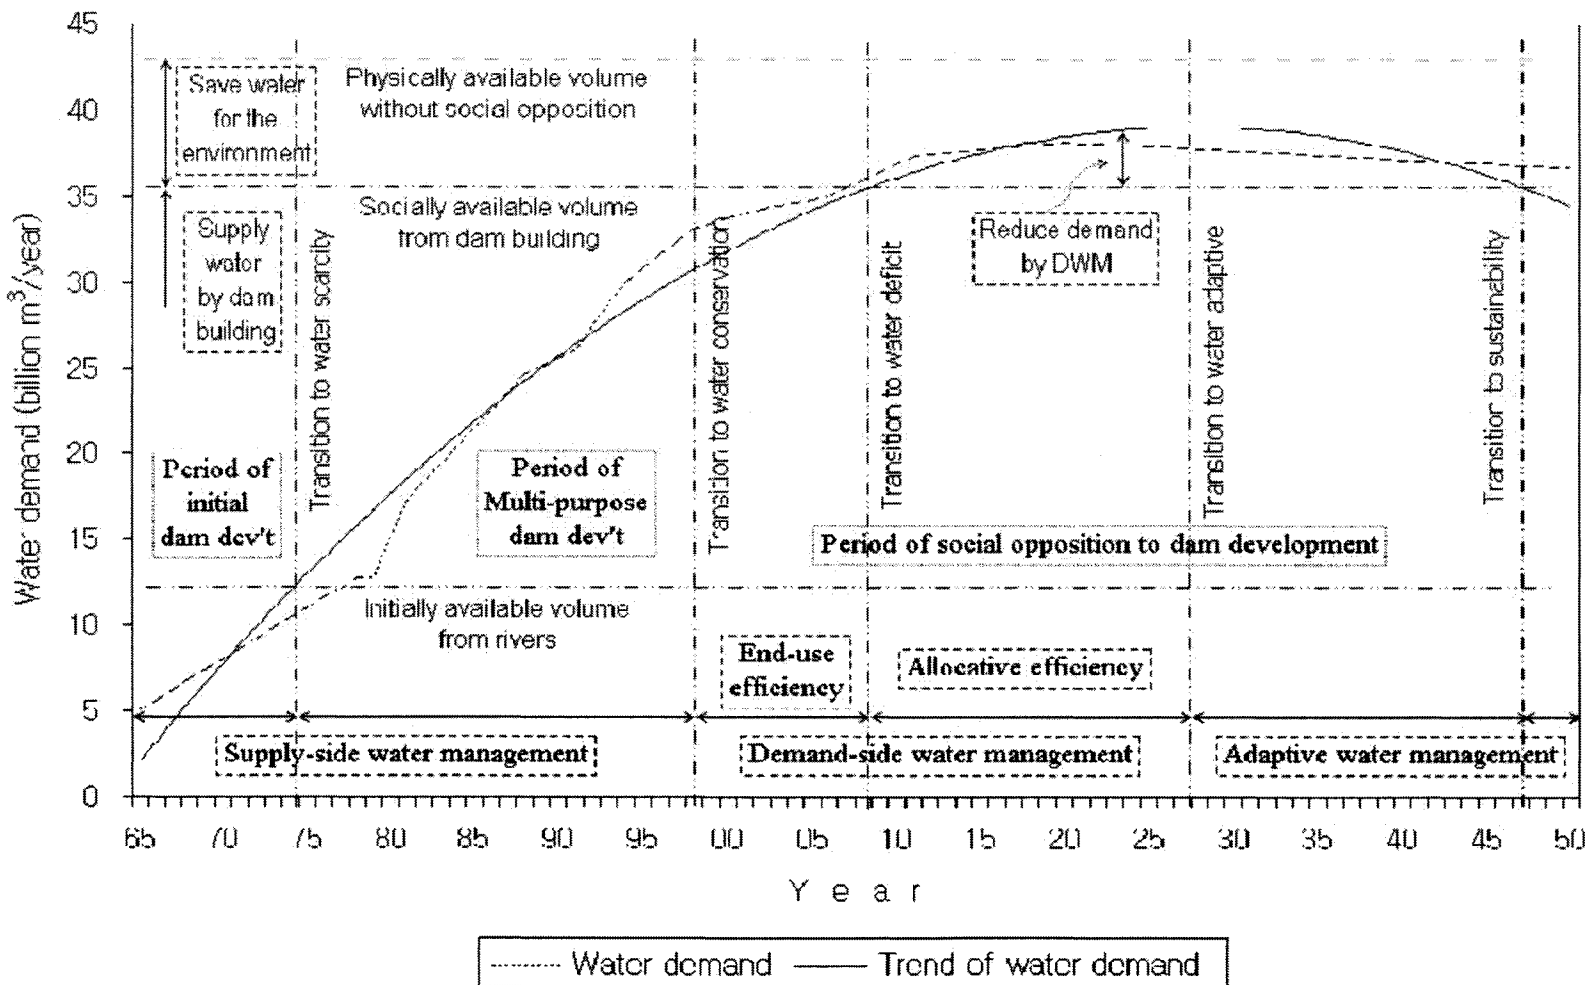 Water demand (billion m³/year)
45
40
35
30
25
20
15
10
5
0
Save water
for the
environment
Physically available volume
without social opposition
Supply
water
by dam
building
Socially available volume
from dam building
Transition to water scarcity
Transition to water conservation
Transition to water deficit
Reduce demand
by DWM
Transition to water adaptive
Transition to sustainability
Period of
initial
dam dev't
Period of
Multi-purpose
dam dev't
Period of social opposition to dam development
Initially available volume
from rivers
End-use
efficiency
Allocative efficiency
Supply-side water management
Demand-side water management
Adaptive water management
65 70 75 80 85 90 95 00 05 10 15 20 25 30 35 40 45 50
Year
Water demand
Trend of water demand